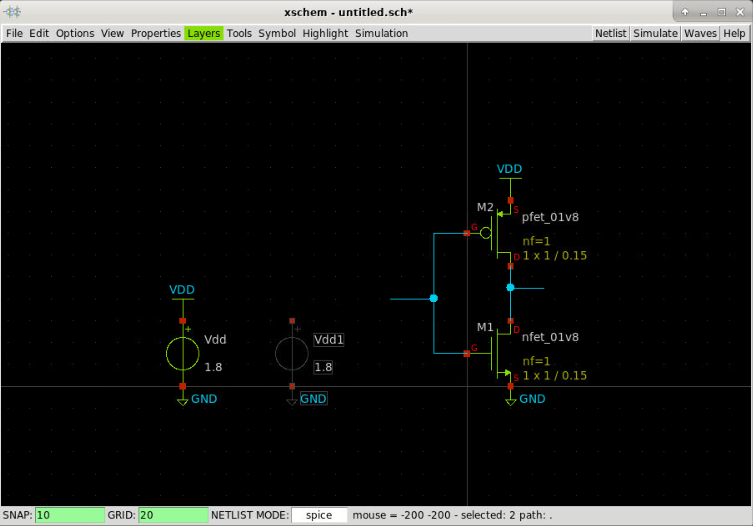 xschem - untitled.sch*
File Edit Options View Properties Layers Tools Symbol Highlight Simulation Netlist Simulate Waves Help
VDD
M2
S
pfet_01v8
G
nf=1
D
1 x 1 / 0.15
VDD
+
Vdd
1.8
GND
+
Vdd1
1.8
GND
M1
D
nfet_01v8
G
nf=1
S
1 x 1 / 0.15
GND
SNAP: 10 GRID: 20 NETLIST MODE: spice mouse = -200 -200 - selected: 2 path: .